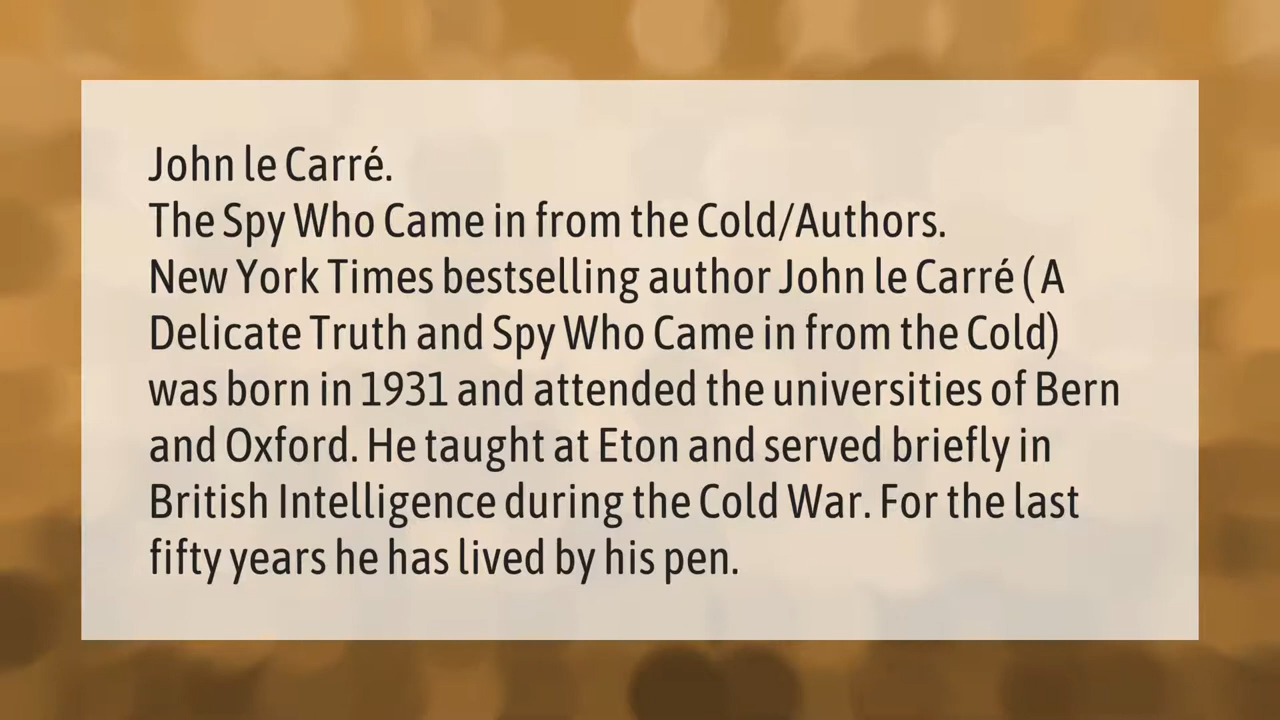 John le Carré.
The Spy Who Came in from the Cold/Authors.
New York Times bestselling author John le Carré ( A
Delicate Truth and Spy Who Came in from the Cold)
was born in 1931 and attended the universities of Bern
and Oxford. He taught at Eton and served briefly in
British Intelligence during the Cold War. For the last
fifty years he has lived by his pen.